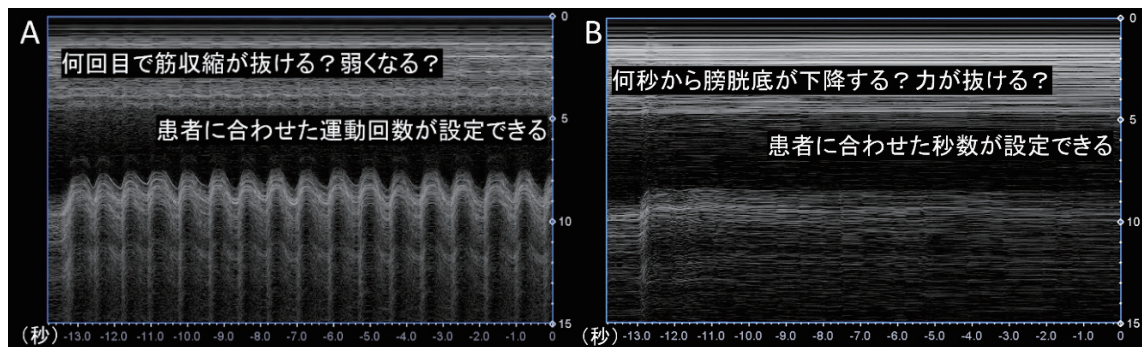 A
何回目で筋収縮が抜ける？弱くなる？
患者に合わせた運動回数が設定できる
0
5
10
15
(秒) -13.0 -12.0 -11.0 -10.0 -9.0 -8.0 -7.0 -6.0 -5.0 -4.0 -3.0 -2.0 -1.0 0
B
何秒から膀胱底が下降する？力が抜ける？
患者に合わせた秒数が設定できる
0
5
10
15
(秒) -13.0 -12.0 -11.0 -10.0 -9.0 -8.0 -7.0 -6.0 -5.0 -4.0 -3.0 -2.0 -1.0 0